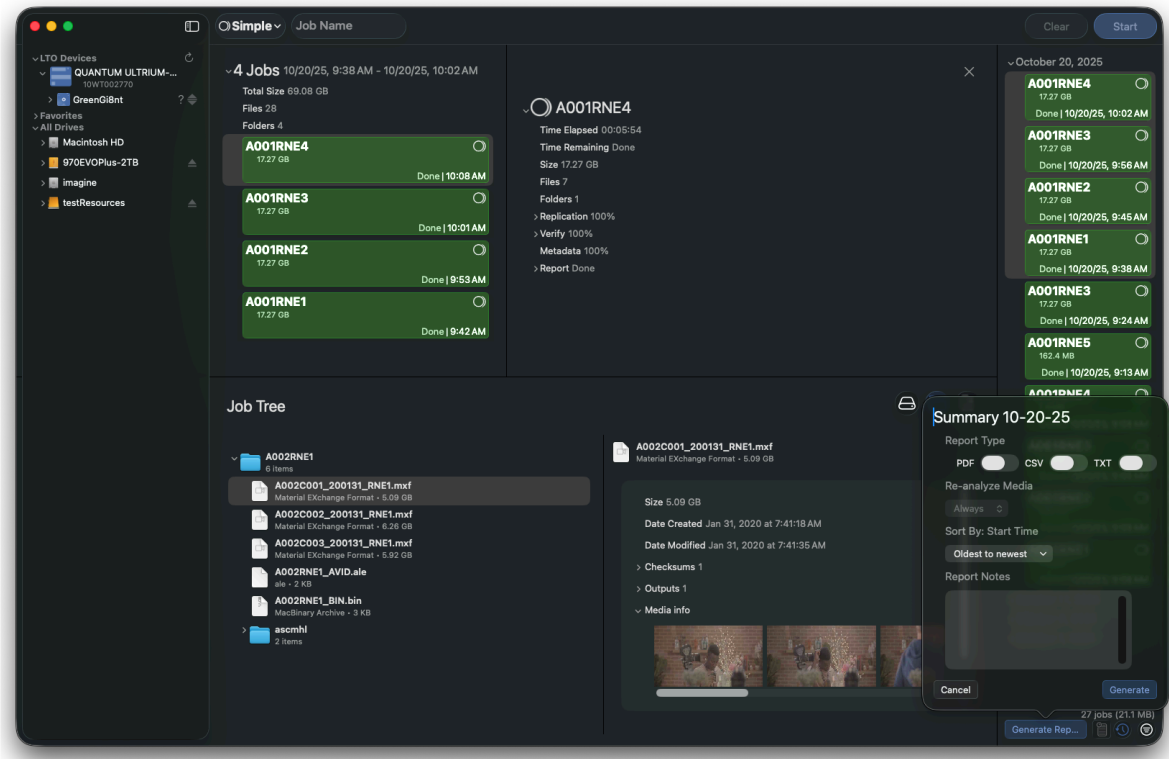 Simple
Job Name
Clear
Start
LTO Devices
QUANTUM ULTRIUM-...
10WT002770
GreenGi8nt
?
Favorites
All Drives
Macintosh HD
970EVOPlus-2TB
imagine
testResources
4 Jobs 10/20/25, 9:38 AM - 10/20/25, 10:02 AM
Total Size 69.08 GB
Files 28
Folders 4
A001RNE4
17.27 GB
Done | 10:08 AM
A001RNE3
17.27 GB
Done | 10:01 AM
A001RNE2
17.27 GB
Done | 9:53 AM
A001RNE1
17.27 GB
Done | 9:42 AM
A001RNE4
Time Elapsed 00:05:54
Time Remaining Done
Size 17.27 GB
Files 7
Folders 1
Replication 100%
Verify 100%
Metadata 100%
Report Done
October 20, 2025
A001RNE4
17.27 GB
Done | 10/20/25, 10:02 AM
A001RNE3
17.27 GB
Done | 10/20/25, 9:56 AM
A001RNE2
17.27 GB
Done | 10/20/25, 9:45 AM
A001RNE1
17.27 GB
Done | 10/20/25, 9:38 AM
A001RNE3
17.27 GB
Done | 10/20/25, 9:24 AM
A001RNE5
162.4 MB
Done | 10/20/25, 9:13 AM
A001RNE4
Job Tree
A002RNE1
6 items
A002C001_200131_RNE1.mxf
Material EXchange Format • 5.09 GB
A002C002_200131_RNE1.mxf
Material EXchange Format • 6.26 GB
A002C003_200131_RNE1.mxf
Material EXchange Format • 5.92 GB
A002RNE1_AVID.ale
ale • 2 KB
A002RNE1_BIN.bin
MacBinary Archive • 3 KB
ascmhl
2 items
A002C001_200131_RNE1.mxf
Material EXchange Format • 5.09 GB
Size 5.09 GB
Date Created Jan 31, 2020 at 7:41:18 AM
Date Modified Jan 31, 2020 at 7:41:35 AM
Checksums 1
Outputs 1
Media info
Summary 10-20-25
Report Type
PDF
CSV
TXT
Re-analyze Media
Always
Sort By: Start Time
Oldest to newest
Report Notes
Cancel
Generate
27 jobs (21.1 MB)
Generate Rep...